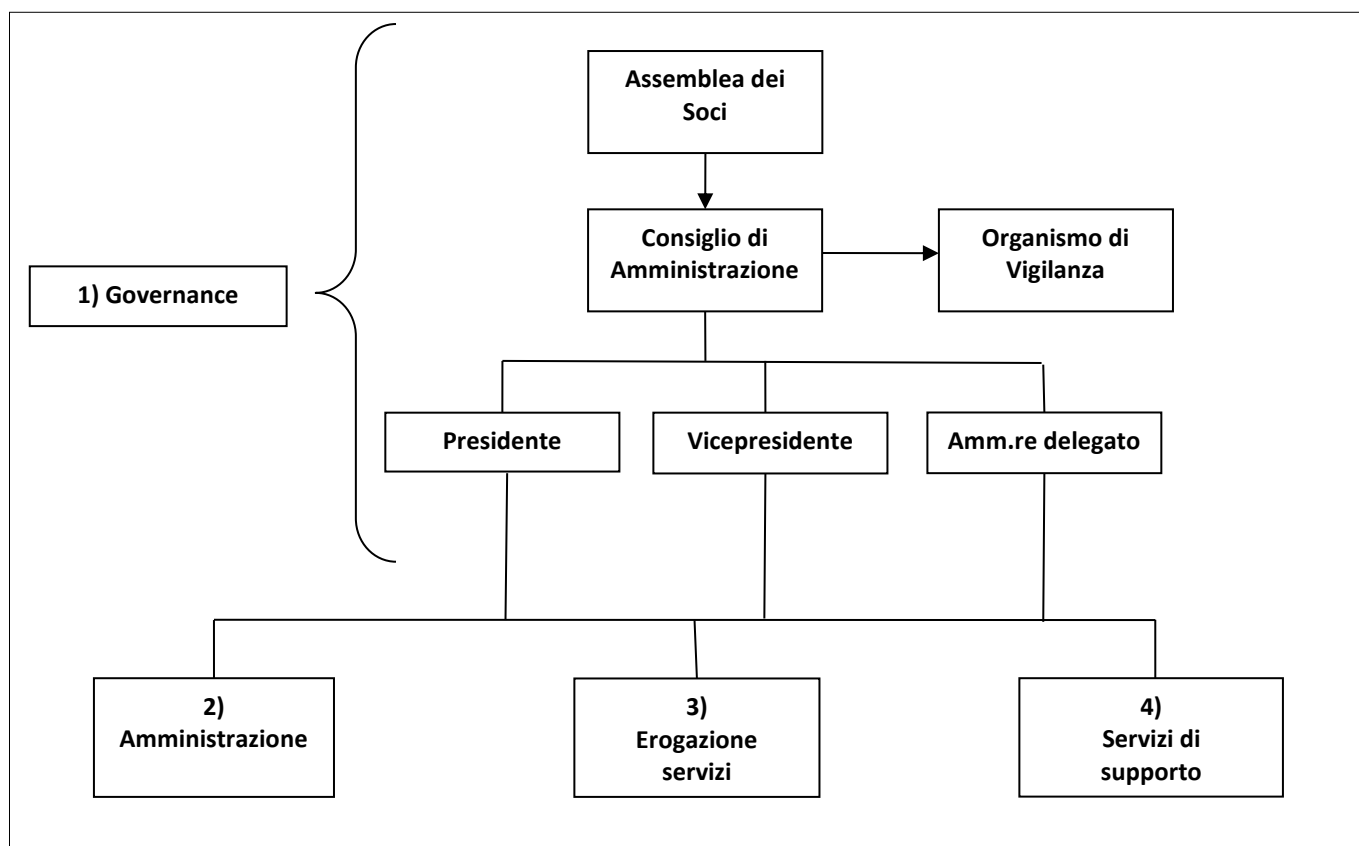 Assemblea dei
Soci
Consiglio di
Amministrazione
Organismo di
Vigilanza
1) Governance
Presidente
Vicepresidente
Amm.re delegato
2)
Amministrazione
3)
Erogazione
servizi
4)
Servizi di
supporto